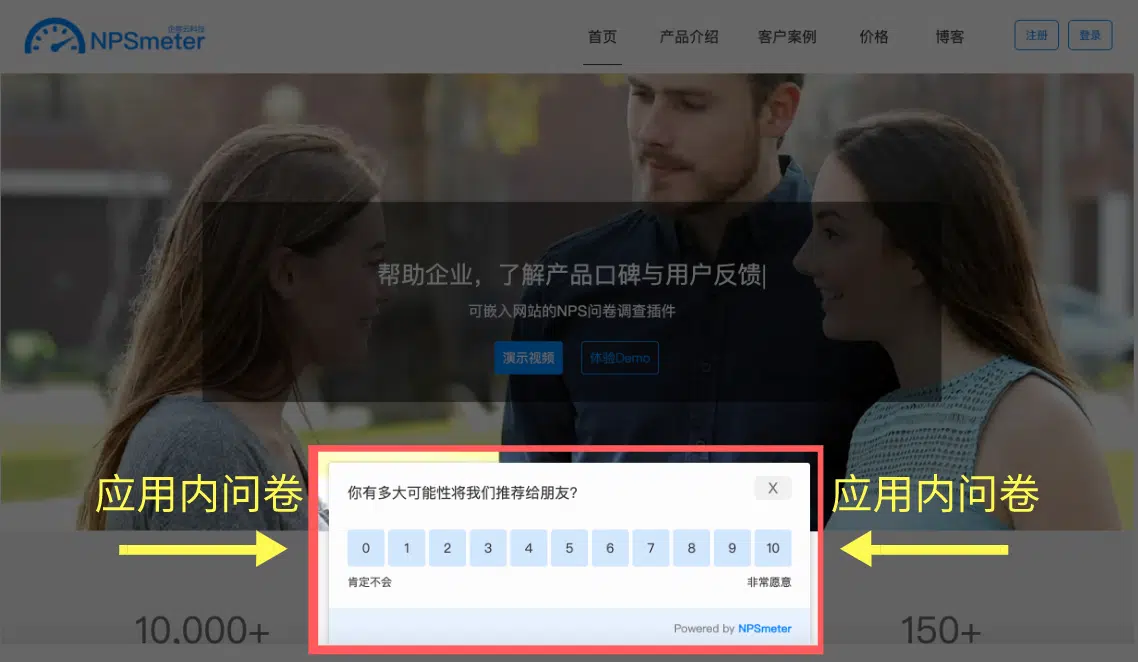 企研云科技
NPSmeter
首页
产品介绍
客户案例
价格
博客
注册
登录
帮助企业，了解产品口碑与用户反馈|
可嵌入网站的NPS问卷调查插件
演示视频
体验Demo
应用内问卷
应用内问卷
你有多大可能性将我们推荐给朋友?
X
0 1 2 3 4 5 6 7 8 9 10
肯定不会
非常愿意
Powered by NPSmeter
10,000+
150+